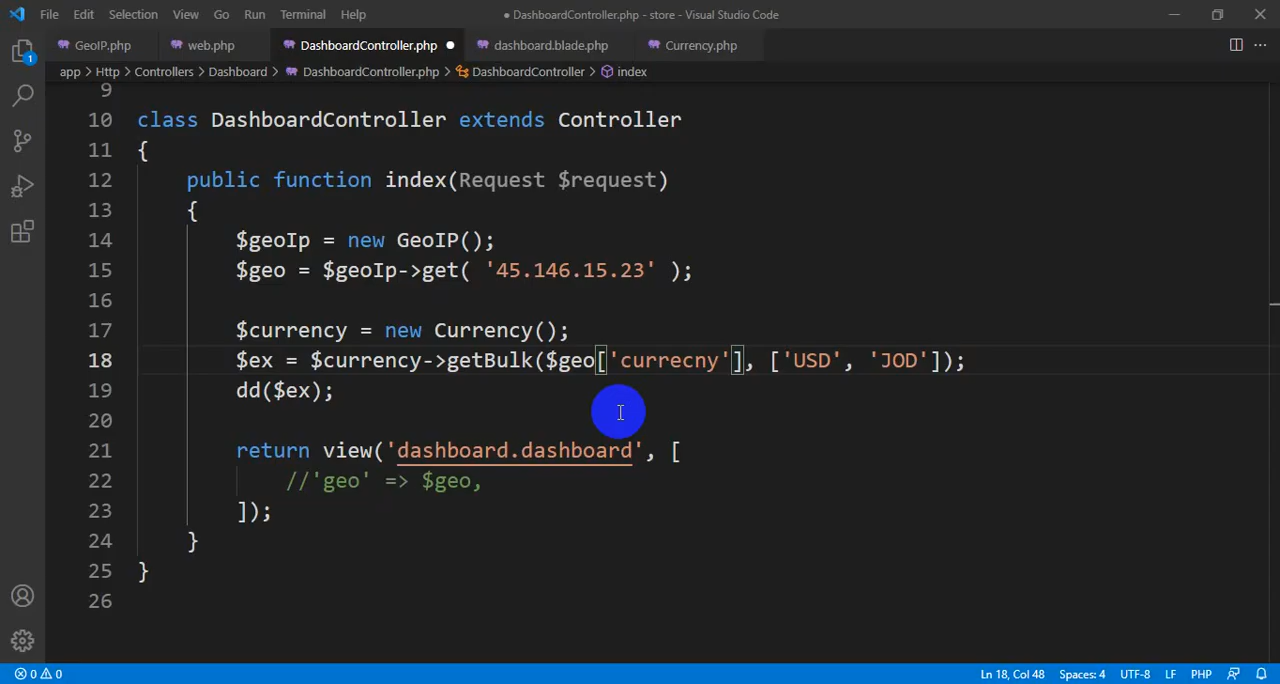 File Edit Selection View Go Run Terminal Help ● DashboardController.php - store - Visual Studio Code
GeoIP.php web.php DashboardController.php ● dashboard.blade.php Currency.php
app > Http > Controllers > Dashboard > DashboardController.php > DashboardController > index
1
9
10 class DashboardController extends Controller
11 {
12 public function index(Request $request)
13 {
14 $geoIp = new GeoIP();
15 $geo = $geoIp->get( '45.146.15.23' );
16
17 $currency = new Currency();
18 $ex = $currency->getBulk($geo['currecny'], ['USD', 'JOD']);
19 dd($ex);
20
21 return view('dashboard.dashboard', [
22 //'geo' => $geo,
23 ]);
24 }
25 }
26
0 0 Ln 18, Col 48 Spaces: 4 UTF-8 LF PHP